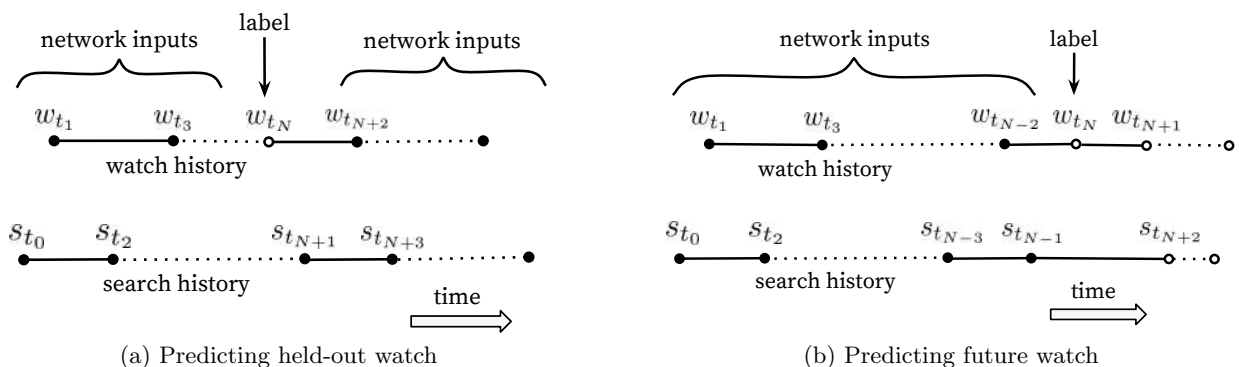 label
network inputs network inputs
w_{t_1} w_{t_3} w_{t_N} w_{t_{N+2}}
watch history
s_{t_0} s_{t_2} s_{t_{N+1}} s_{t_{N+3}}
search history
time
(a) Predicting held-out watch
network inputs label
w_{t_1} w_{t_3} w_{t_{N-2}} w_{t_N} w_{t_{N+1}}
watch history
s_{t_0} s_{t_2} s_{t_{N-3}} s_{t_{N-1}} s_{t_{N+2}}
search history
time
(b) Predicting future watch